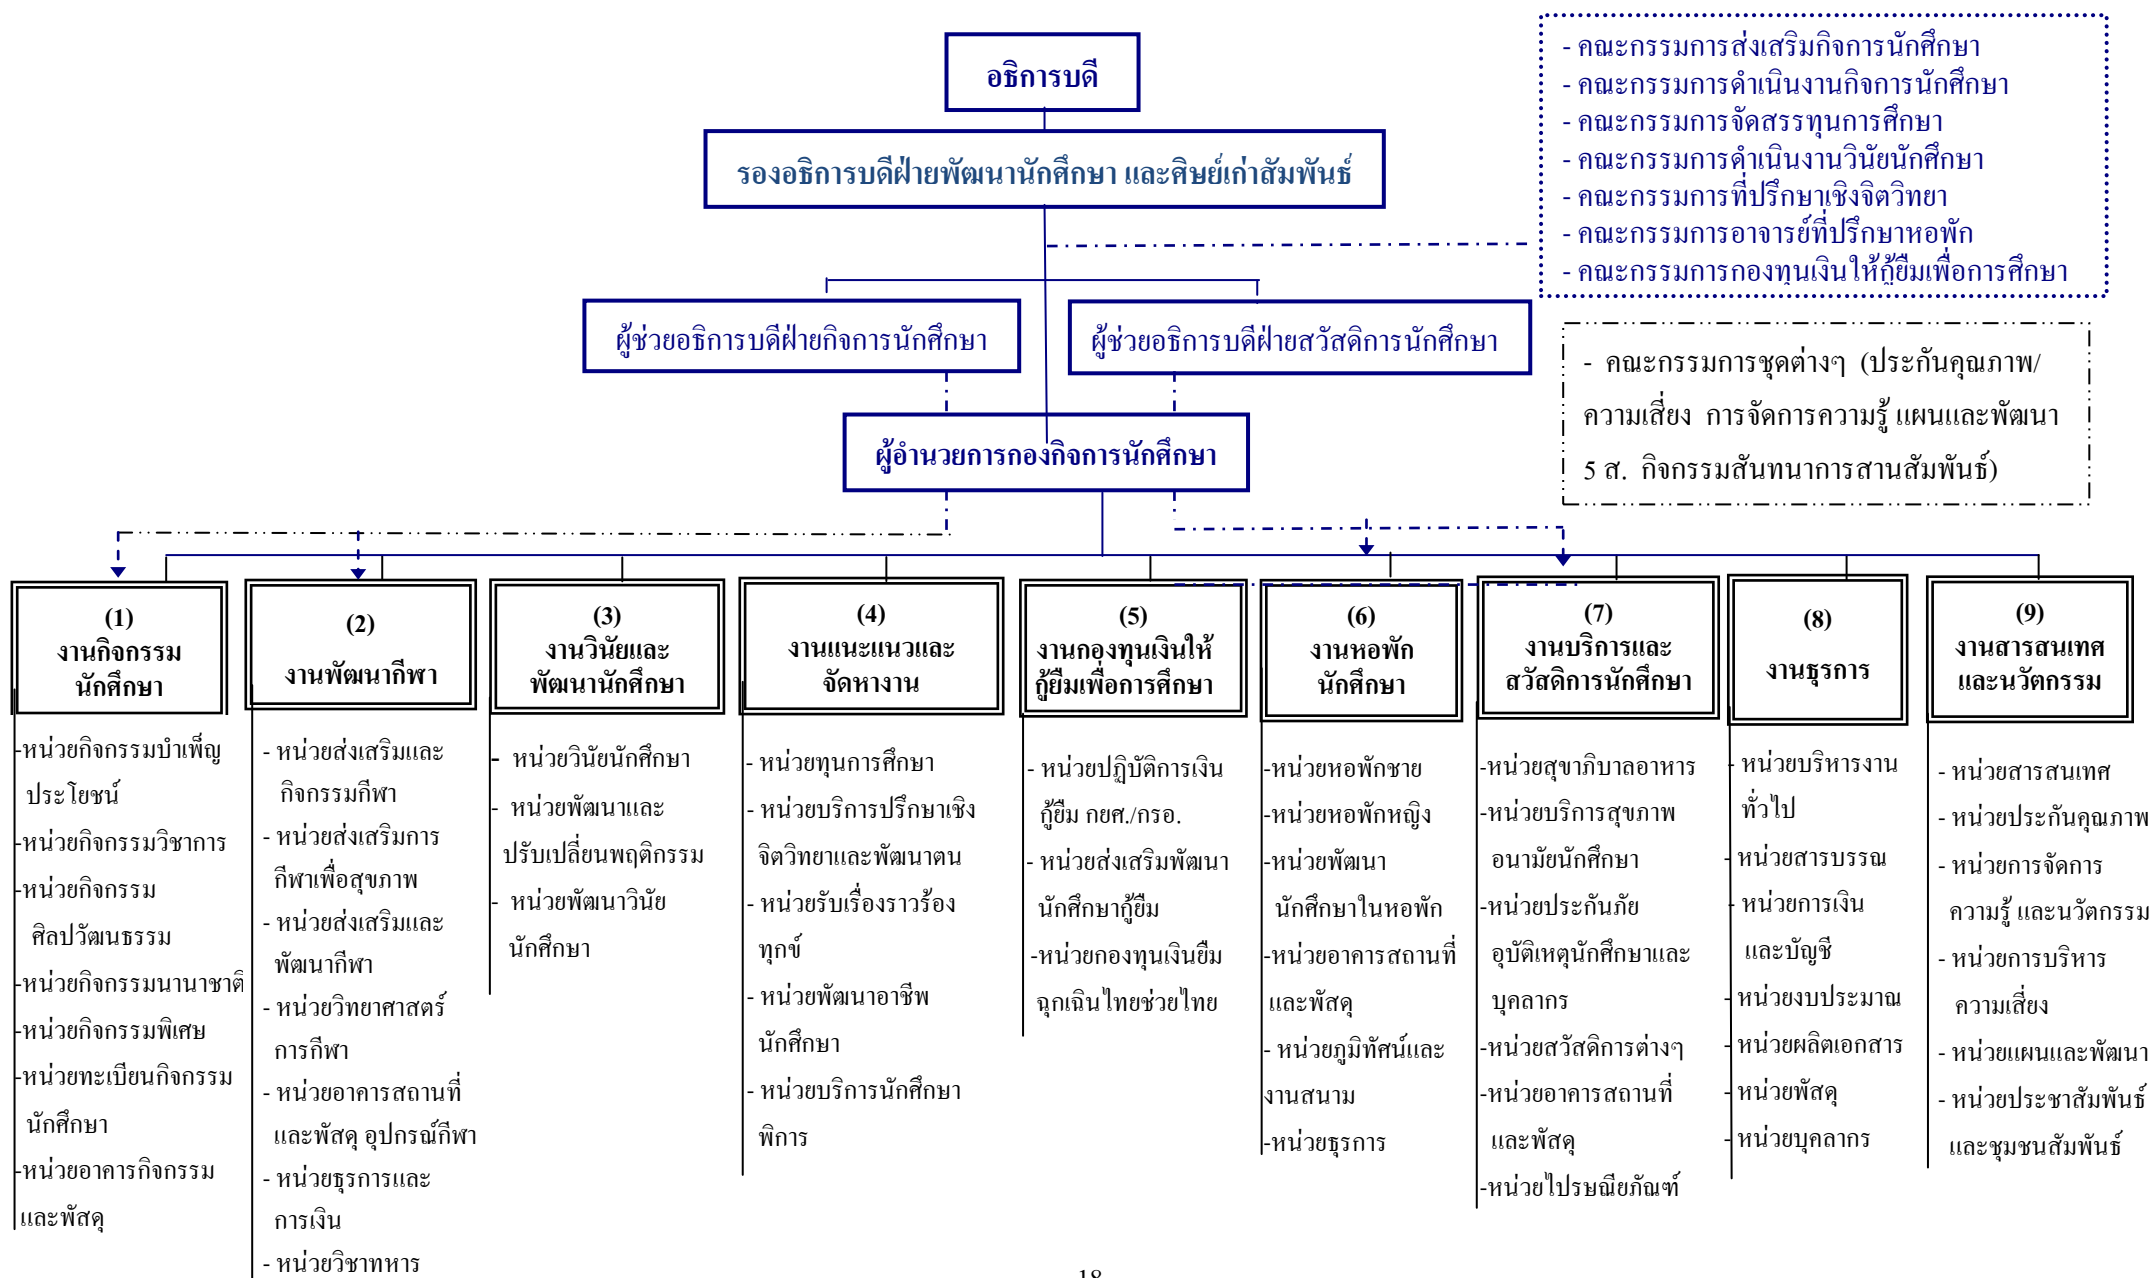 อธิการบดี
รองอธิการบดีฝ่ายพัฒนานักศึกษา และศิษย์เก่าสัมพันธ์
- คณะกรรมการส่งเสริมกิจการนักศึกษา
- คณะกรรมการดำเนินงานกิจการนักศึกษา
- คณะกรรมการจัดสรรทุนการศึกษา
- คณะกรรมการดำเนินงานวินัยนักศึกษา
- คณะกรรมการที่ปรึกษาเชิงจิตวิทยา
- คณะกรรมการอาจารย์ที่ปรึกษาหอพัก
- คณะกรรมการกองทุนเงินให้กู้ยืมเพื่อการศึกษา
ผู้ช่วยอธิการบดีฝ่ายกิจการนักศึกษา
ผู้ช่วยอธิการบดีฝ่ายสวัสดิการนักศึกษา
- คณะกรรมการชุดต่างๆ (ประกันคุณภาพ/
ความเสี่ยง การจัดการความรู้ แผนและพัฒนา
5 ส. กิจกรรมสันทนาการสานสัมพันธ์)
ผู้อำนวยการกองกิจการนักศึกษา
(1)
งานกิจกรรม
นักศึกษา
-หน่วยกิจกรรมบำเพ็ญ
ประโยชน์
-หน่วยกิจกรรมวิชาการ
-หน่วยกิจกรรม
ศิลปวัฒนธรรม
-หน่วยกิจกรรมนานาชาติ
-หน่วยกิจกรรมพิเศษ
-หน่วยทะเบียนกิจกรรม
นักศึกษา
-หน่วยอาคารกิจกรรม
และพัสดุ
(2)
งานพัฒนากีฬา
- หน่วยส่งเสริมและ
กิจกรรมกีฬา
- หน่วยส่งเสริมการ
กีฬาเพื่อสุขภาพ
- หน่วยส่งเสริมและ
พัฒนากีฬา
- หน่วยวิทยาศาสตร์
การกีฬา
- หน่วยอาคารสถานที่
และพัสดุ อุปกรณ์กีฬา
- หน่วยธุรการและ
การเงิน
- หน่วยวิชาทหาร
(3)
งานวินัยและ
พัฒนานักศึกษา
- หน่วยวินัยนักศึกษา
- หน่วยพัฒนาและ
ปรับเปลี่ยนพฤติกรรม
- หน่วยพัฒนาวินัย
นักศึกษา
(4)
งานแนะแนวและ
จัดหางาน
- หน่วยทุนการศึกษา
- หน่วยบริการปรึกษาเชิง
จิตวิทยาและพัฒนาตน
- หน่วยรับเรื่องราวร้อง
ทุกข์
- หน่วยพัฒนาอาชีพ
นักศึกษา
- หน่วยบริการนักศึกษา
พิการ
(5)
งานกองทุนเงินให้
กู้ยืมเพื่อการศึกษา
- หน่วยปฏิบัติการเงิน
กู้ยืม กยศ./กรอ.
- หน่วยส่งเสริมพัฒนา
นักศึกษากู้ยืม
-หน่วยกองทุนเงินยืม
ฉุกเฉินไทยช่วยไทย
(6)
งานหอพัก
นักศึกษา
-หน่วยหอพักชาย
-หน่วยหอพักหญิง
-หน่วยพัฒนา
นักศึกษาในหอพัก
-หน่วยอาคารสถานที่
และพัสดุ
- หน่วยภูมิทัศน์และ
งานสนาม
-หน่วยธุรการ
(7)
งานบริการและ
สวัสดิการนักศึกษา
-หน่วยสุขาภิบาลอาหาร
-หน่วยบริการสุขภาพ
อนามัยนักศึกษา
-หน่วยประกันภัย
อุบัติเหตุนักศึกษาและ
บุคลากร
-หน่วยสวัสดิการต่างๆ
-หน่วยอาคารสถานที่
และพัสดุ
-หน่วยไปรษณียภัณฑ์
(8)
งานธุรการ
- หน่วยบริหารงาน
ทั่วไป
- หน่วยสารบรรณ
- หน่วยการเงิน
และบัญชี
- หน่วยงบประมาณ
- หน่วยผลิตเอกสาร
- หน่วยพัสดุ
- หน่วยบุคลากร
(9)
งานสารสนเทศ
และนวัตกรรม
- หน่วยสารสนเทศ
- หน่วยประกันคุณภาพ
- หน่วยการจัดการ
ความรู้ และนวัตกรรม
- หน่วยการบริหาร
ความเสี่ยง
- หน่วยแผนและพัฒนา
- หน่วยประชาสัมพันธ์
และชุมชนสัมพันธ์
18